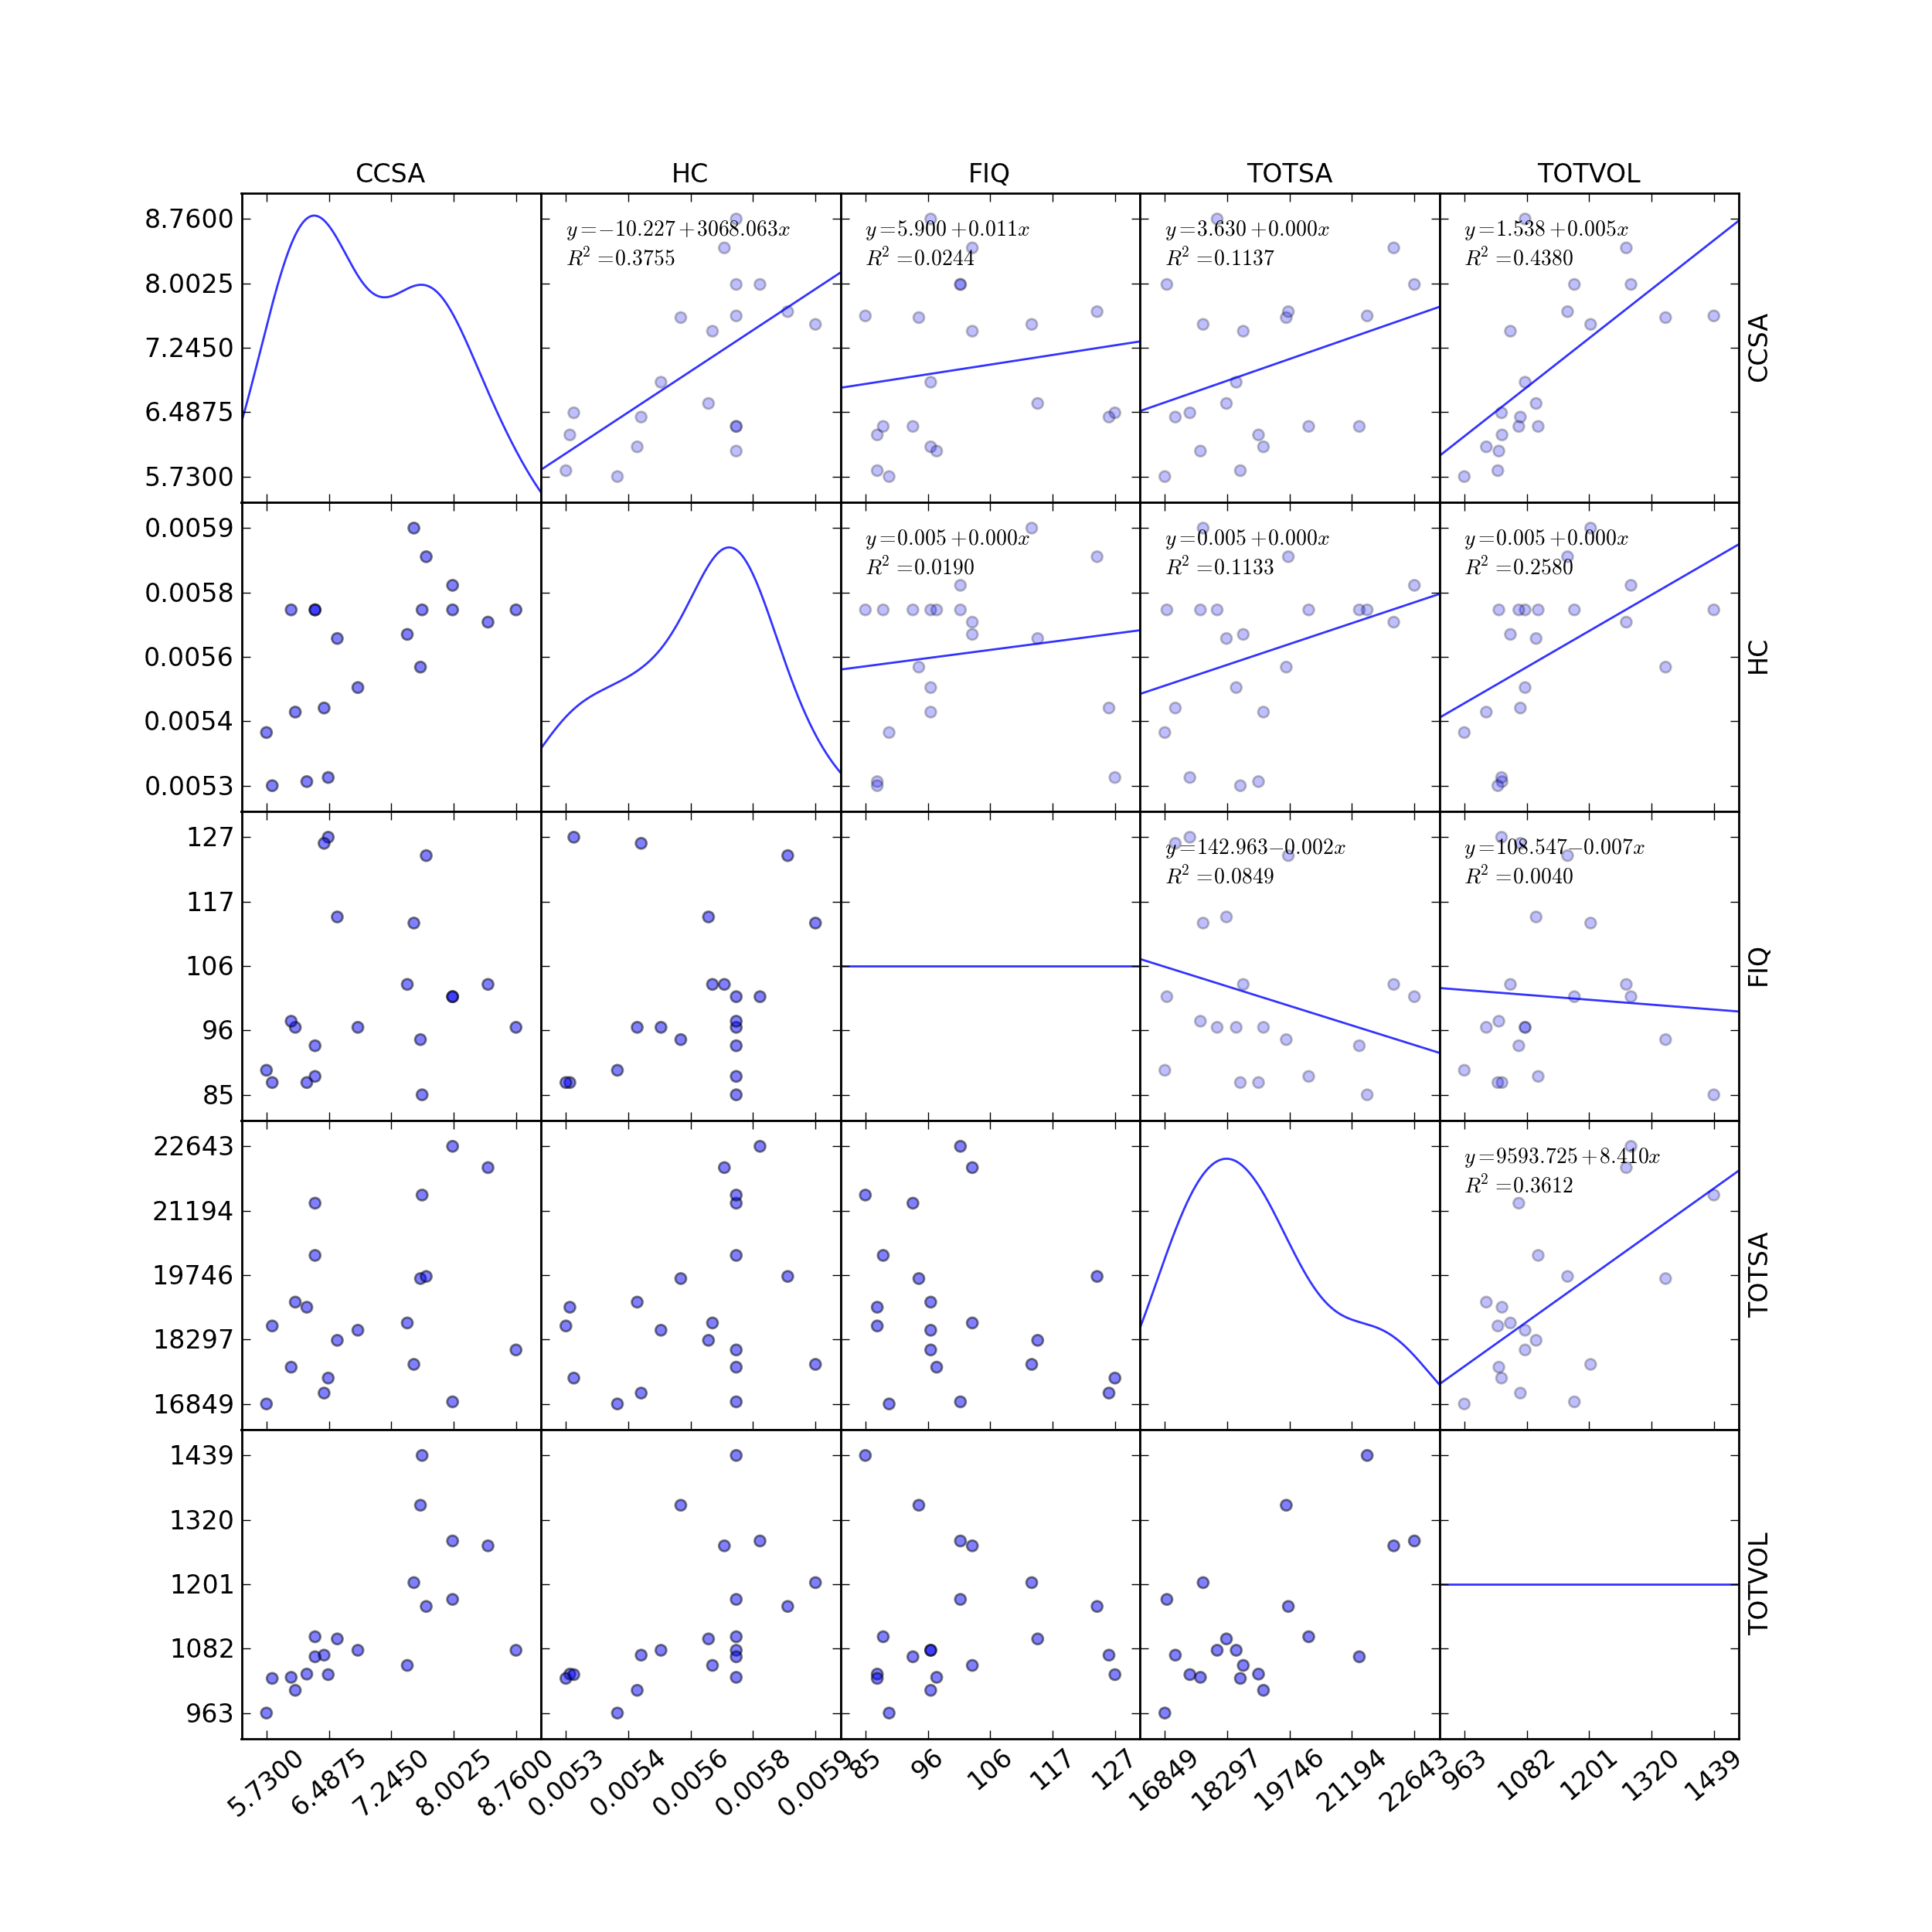 CCSA HC FIQ TOTSA TOTVOL
8.7600
8.0025
7.2450
6.4875
5.7300
y=−10.227+3068.063x
R² =0.3755
y=5.900+0.011x
R² =0.0244
y=3.630+0.000x
R² =0.1137
y=1.538+0.005x
R² =0.4380
CCSA
0.0059
0.0058
0.0056
0.0054
0.0053
y=0.005+0.000x
R² =0.0190
y=0.005+0.000x
R² =0.1133
y=0.005+0.000x
R² =0.2580
HC
127
117
106
96
85
y=142.963−0.002x
R² =0.0849
y=108.547−0.007x
R² =0.0040
FIQ
22643
21194
19746
18297
16849
y=9593.725+8.410x
R² =0.3612
TOTSA
1439
1320
1201
1082
963
TOTVOL
5.7300 6.4875 7.2450 8.0025 8.7600 0.0053 0.0054 0.0056 0.0058 0.0059 85 96 106 117 127 16849 18297 19746 21194 22643 963 1082 1201 1320 1439